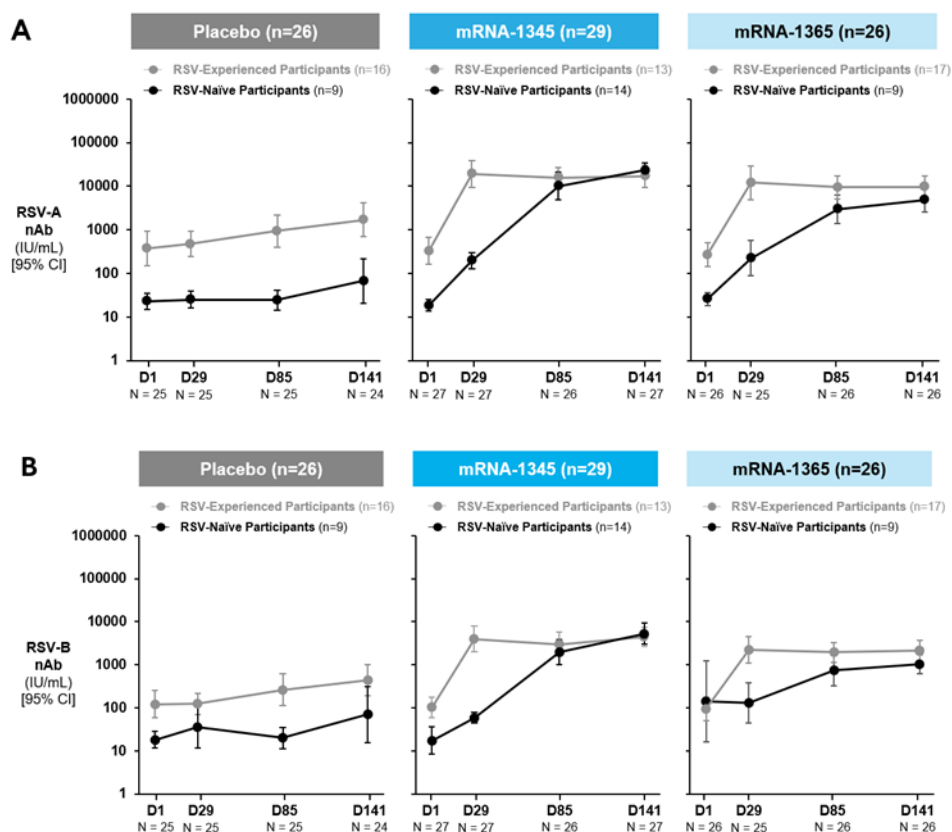 A
Placebo (n=26)
mRNA-1345 (n=29)
mRNA-1365 (n=26)
RSV-Experienced Participants (n=16)
RSV-Naïve Participants (n=9)
RSV-Experienced Participants (n=13)
RSV-Naïve Participants (n=14)
RSV-Experienced Participants (n=17)
RSV-Naïve Participants (n=9)
1000000
100000
10000
1000
100
10
1
RSV-A
nAb
(IU/mL)
[95% CI]
D1 D29 D85 D141
N = 25 N = 25 N = 25 N = 24
D1 D29 D85 D141
N = 27 N = 27 N = 26 N = 27
D1 D29 D85 D141
N = 26 N = 25 N = 26 N = 26
B
Placebo (n=26)
mRNA-1345 (n=29)
mRNA-1365 (n=26)
RSV-Experienced Participants (n=16)
RSV-Naïve Participants (n=9)
RSV-Experienced Participants (n=13)
RSV-Naïve Participants (n=14)
RSV-Experienced Participants (n=17)
RSV-Naïve Participants (n=9)
1000000
100000
10000
1000
100
10
1
RSV-B
nAb
(IU/mL)
[95% CI]
D1 D29 D85 D141
N = 25 N = 25 N = 25 N = 24
D1 D29 D85 D141
N = 27 N = 27 N = 26 N = 27
D1 D29 D85 D141
N = 26 N = 25 N = 26 N = 26